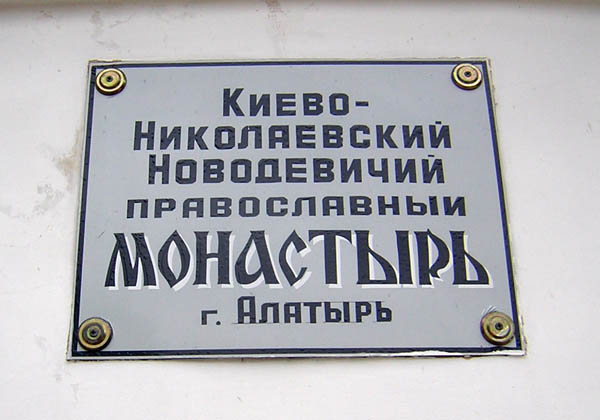 Киево-
Николаевский
Новодевичий
православный
МОНАСТЫРЬ
г. Алатырь